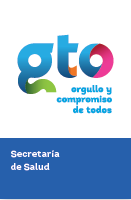 gto
orgullo y
compromiso
de todos
Secretaría
de Salud